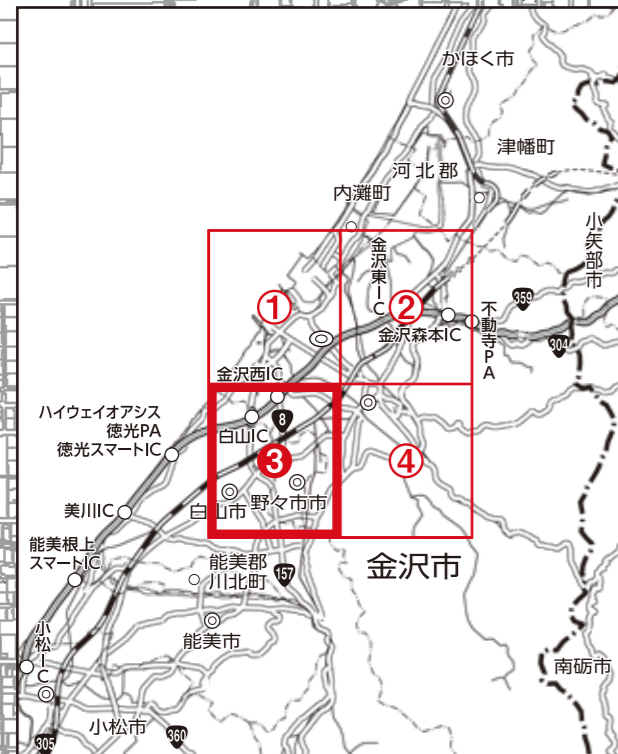 かほく市
津幡町
河北郡
内灘町
小矢部市
金沢東IC
①
②
359
不動寺PA
金沢森本IC
304
金沢西IC
ハイウェイオアシス
徳光PA
徳光スマートIC
8
白山IC
③
④
美川IC
白山市
野々市市
能美根上
スマートIC
能美郡
川北町
157
金沢市
小松IC
能美市
南砺市
小松市
360
305